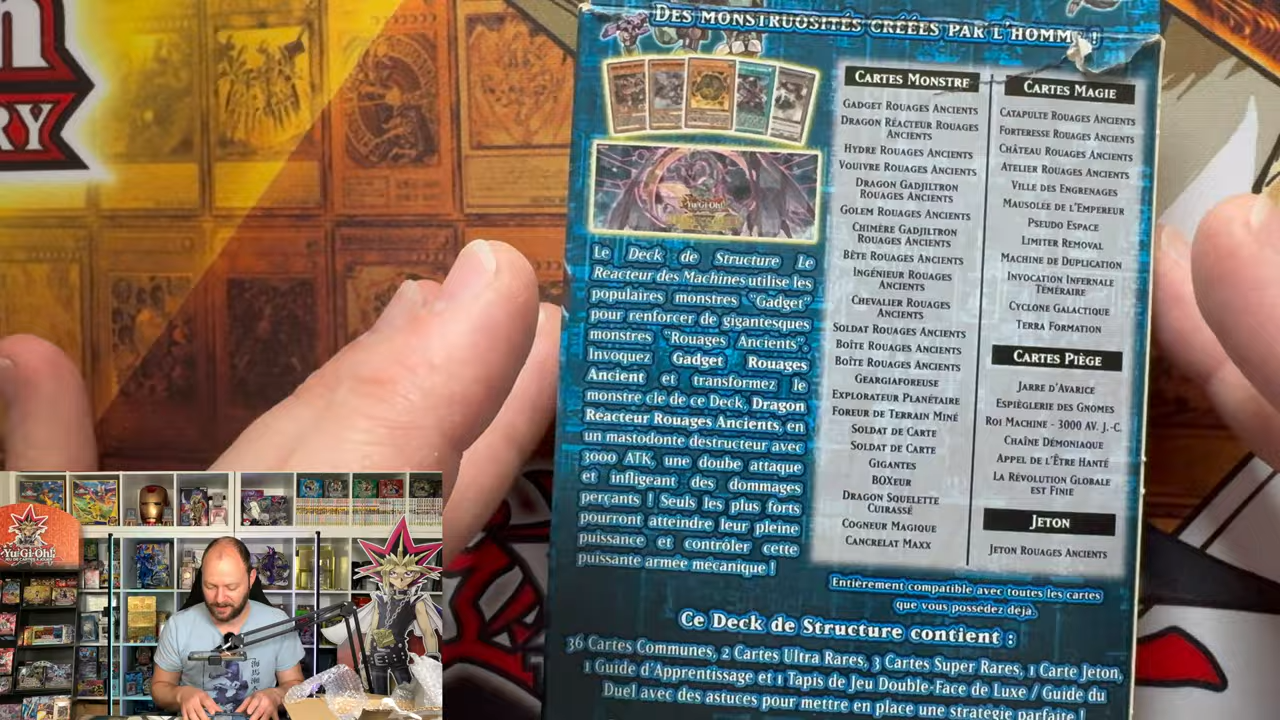 RY
DES MONSTRUOSITÉS CRÉÉES PAR L'HOMME !
Yu-Gi-Oh!
Le Deck de Structure Le
Réacteur des Machines utilise les
populaires monstres "Gadget"
pour renforcer de gigantesques
monstres "Rouages Anciens".
Invoquez Gadget Rouages
Ancien et transformez le
monstre clé de ce Deck, Dragon
Réacteur Rouages Anciens, en
un mastodonte destructeur avec
3000 ATK, une doube attaque
et infligeant des dommages
perçants ! Seuls les plus forts
pourront atteindre leur pleine
puissance et contrôler cette
puissante armée mécanique !
CARTES MONSTRE
GADGET ROUAGES ANCIENS
DRAGON RÉACTEUR ROUAGES
ANCIENTS
HYDRE ROUAGES ANCIENTS
VOUIVRE ROUAGES ANCIENTS
DRAGON GADJILTRON
ROUAGES ANCIENTS
GOLEM ROUAGES ANCIENTS
CHIMÈRE GADJILTRON
ROUAGES ANCIENTS
BÊTE ROUAGES ANCIENTS
INGÉNIEUR ROUAGES
ANCIENTS
CHEVALIER ROUAGES
ANCIENTS
SOLDAT ROUAGES ANCIENTS
BOÎTE ROUAGES ANCIENTS
BOÎTE ROUAGES ANCIENTS
GEARGIAFOREUSE
EXPLORATEUR PLANÉTAIRE
FOREUR DE TERRAIN MINÉ
SOLDAT DE CARTE
SOLDAT DE CARTE
GIGANTES
BOXEUR
DRAGON SQUELETTE
CUIRASSÉ
COGNEUR MAGIQUE
CANCRELAT MAXX
CARTES MAGIE
CATAPULTE ROUAGES ANCIENTS
FORTERESSE ROUAGES ANCIENTS
CHÂTEAU ROUAGES ANCIENTS
ATELIER ROUAGES ANCIENTS
VILLE DES ENGRENAGES
MAUSOLÉE DE L'EMPEREUR
PSEUDO ESPACE
LIMITER REMOVAL
MACHINE DE DUPLICATION
INVOCATION INFERNALE
TÉMÉRAIRE
CYCLONE GALACTIQUE
TERRA FORMATION
CARTES PIÈGE
JARRE D'AVARICE
ESPIÈGLERIE DES GNOMES
ROI MACHINE - 3000 AV. J.-C.
CHAÎNE DÉMONIAQUE
APPEL DE L'ÊTRE HANTÉ
LA RÉVOLUTION GLOBALE
EST FINIE
JETON
JETON ROUAGES ANCIENTS
Entièrement compatible avec toutes les cartes
que vous possédez déjà.
Ce Deck de Structure contient :
36 Cartes Communes, 2 Cartes Ultra Rares, 3 Cartes Super Rares, 1 Carte Jeton,
1 Guide d'Apprentissage et 1 Tapis de Jeu Double-Face de Luxe / Guide du
Duel avec des astuces pour mettre en place une stratégie parfaite !
Yu-Gi-Oh!
JEU DE CARTES À JOUER